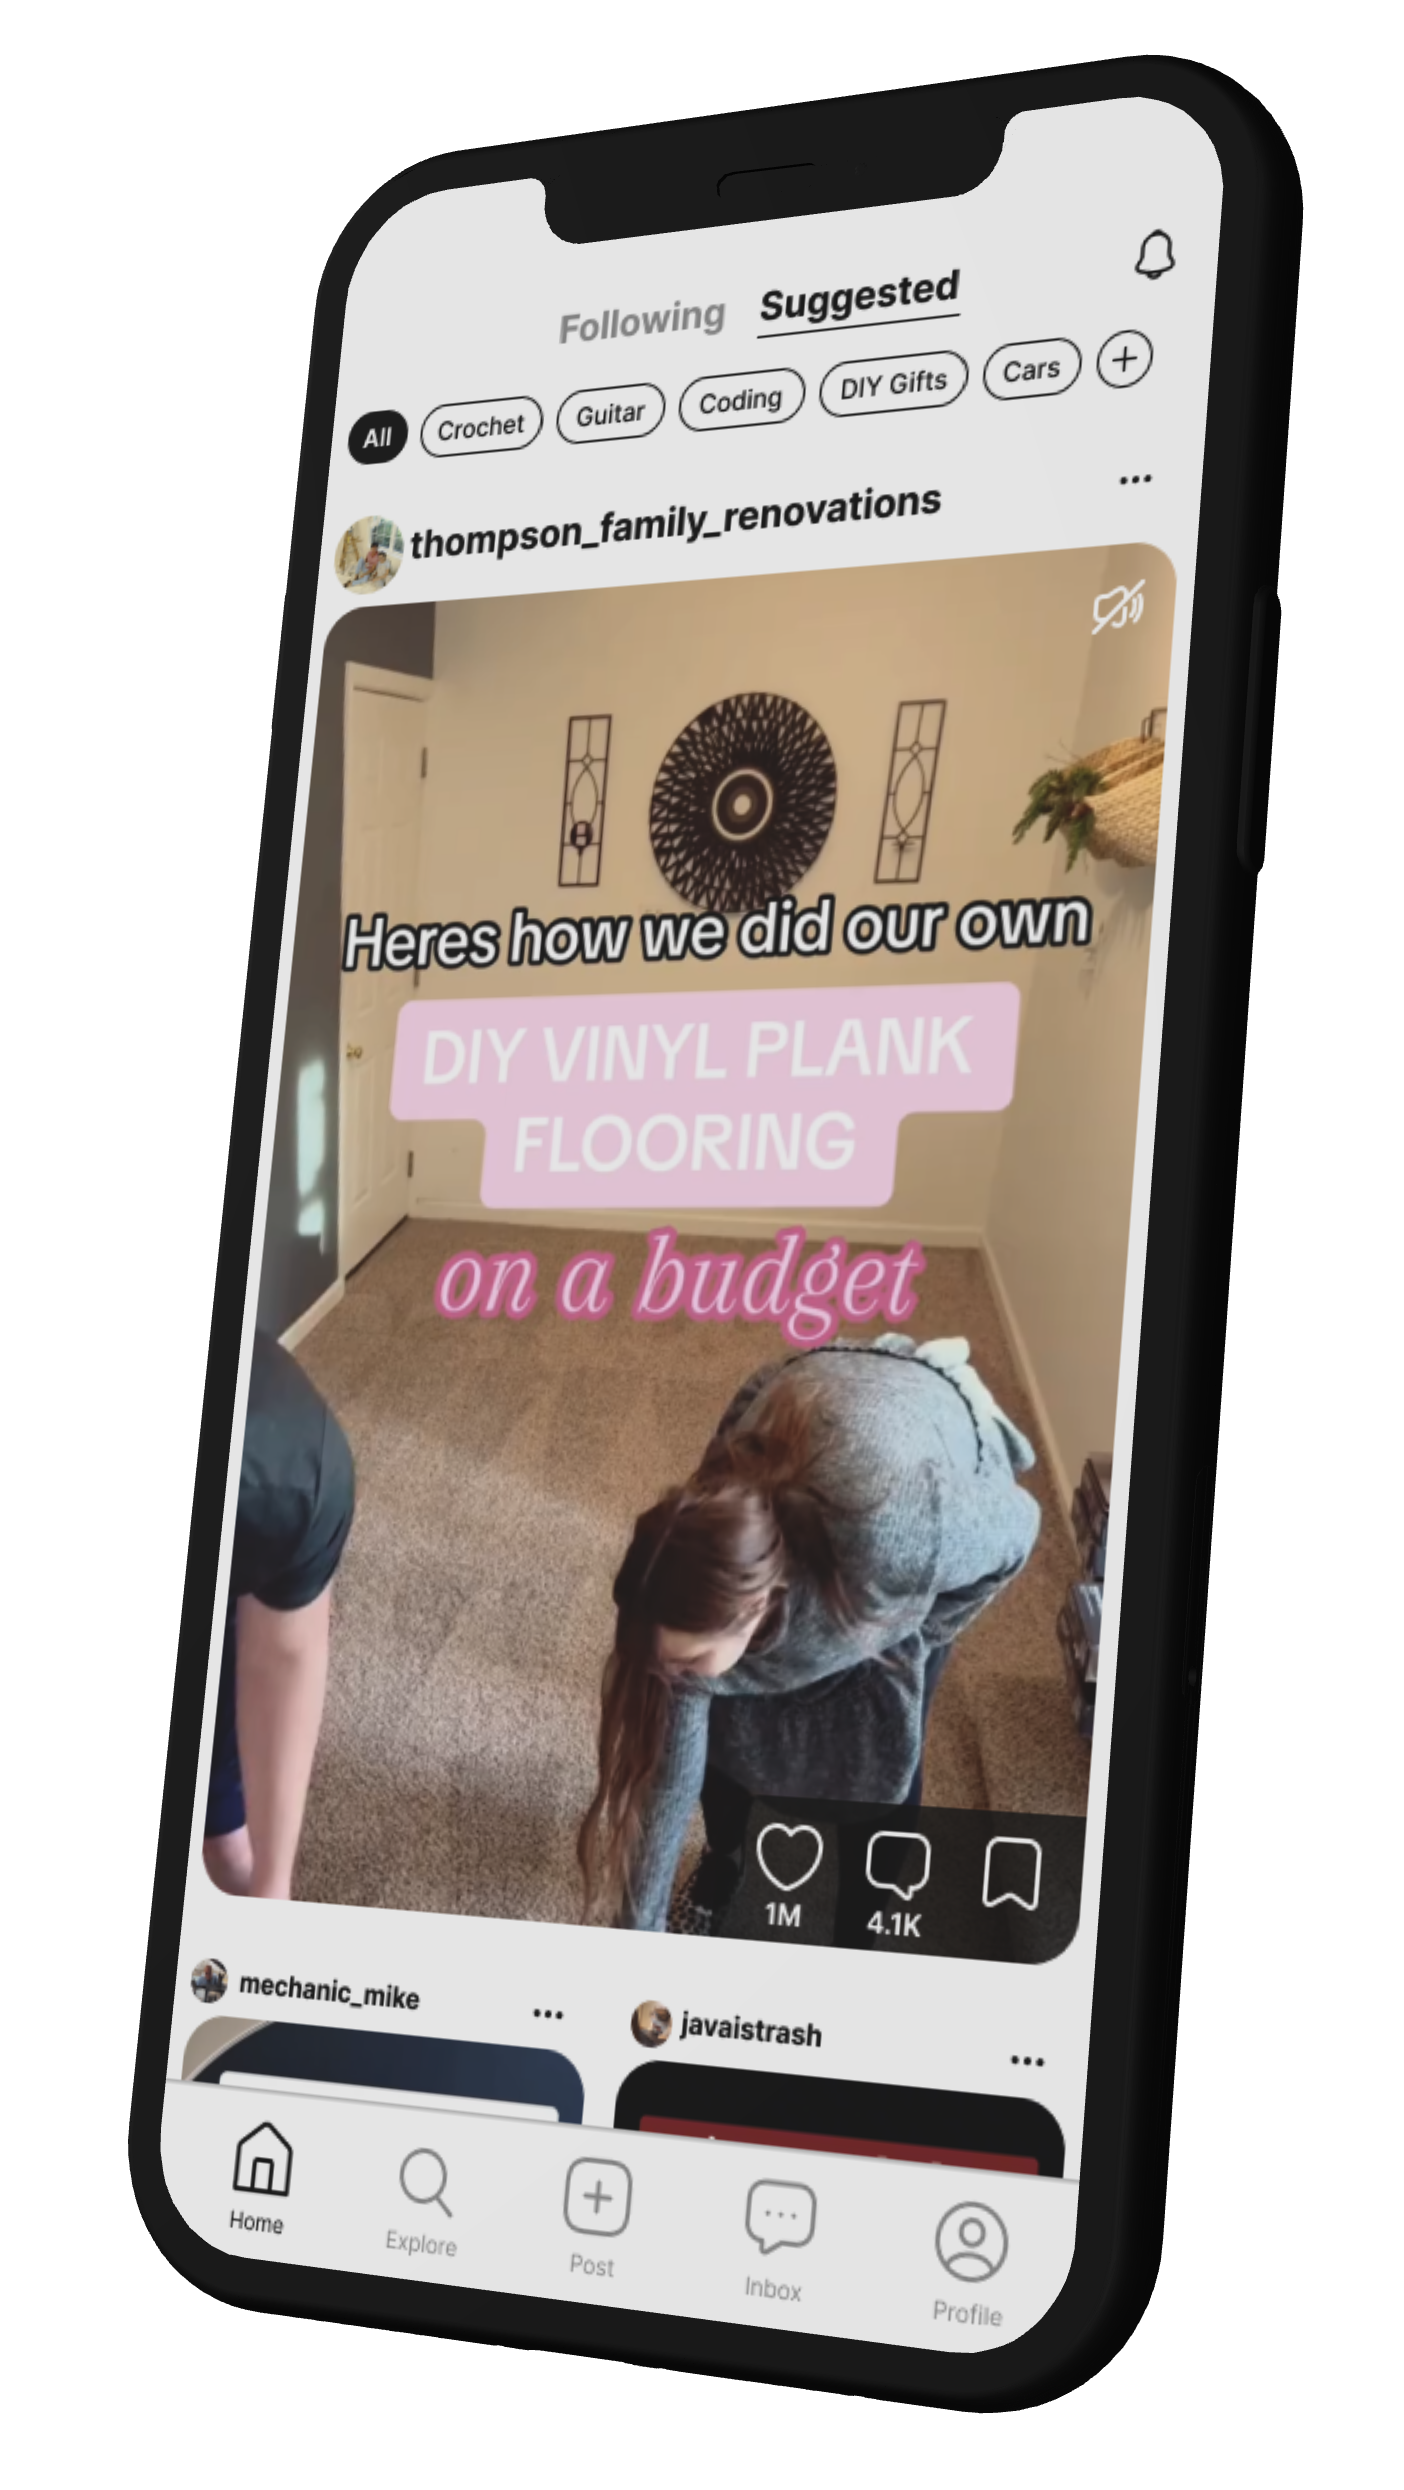 Following Suggested
All Crochet Guitar Coding DIY Gifts Cars
thompson_family_renovations
Heres how we did our own
DIY VINYL PLANK
FLOORING
on a budget
1M 4.1K
mechanic_mike javaistrash
Home Explore Post Inbox Profile